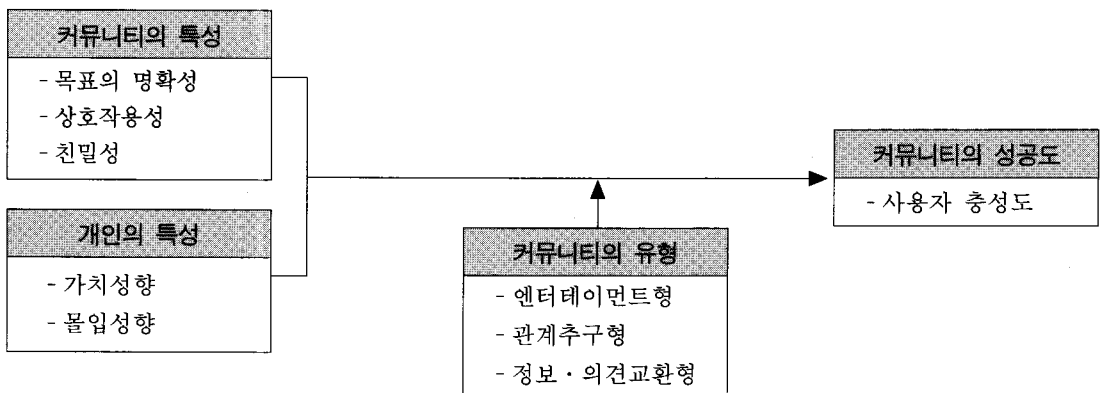 커뮤니티의 특성
- 목표의 명확성
- 상호작용성
- 친밀성
개인의 특성
- 가치성향
- 몰입성향
커뮤니티의 유형
- 엔터테이먼트형
- 관계추구형
- 정보 · 의견교환형
커뮤니티의 성공도
- 사용자 충성도